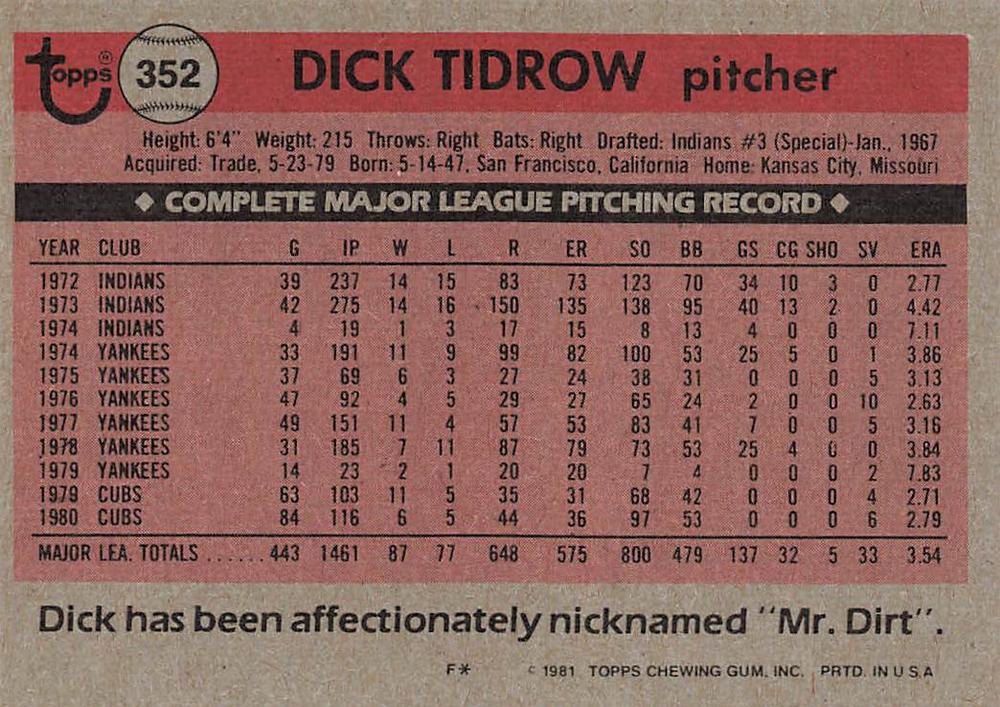 Topps® 352 DICK TIDROW pitcher
Height: 6'4" Weight: 215 Throws: Right Bats: Right Drafted: Indians #3 (Special)-Jan., 1967
Acquired: Trade, 5-23-79 Born: 5-14-47, San Francisco, California Home: Kansas City, Missouri
◆ COMPLETE MAJOR LEAGUE PITCHING RECORD ◆
YEAR CLUB G IP W L R ER SO BB GS CG SHO SV ERA
1972 INDIANS 39 237 14 15 83 73 123 70 34 10 3 0 2.77
1973 INDIANS 42 275 14 16 150 135 138 95 40 13 2 0 4.42
1974 INDIANS 4 19 1 3 17 15 8 13 4 0 0 0 7.11
1974 YANKEES 33 191 11 9 99 82 100 53 25 5 0 1 3.86
1975 YANKEES 37 69 6 3 27 24 38 31 0 0 0 5 3.13
1976 YANKEES 47 92 4 5 29 27 65 24 2 0 0 10 2.63
1977 YANKEES 49 151 11 4 57 53 83 41 7 0 0 5 3.16
1978 YANKEES 31 185 7 11 87 79 73 53 25 4 0 0 3.84
1979 YANKEES 14 23 2 1 20 20 7 4 0 0 0 2 7.83
1979 CUBS 63 103 11 5 35 31 68 42 0 0 0 4 2.71
1980 CUBS 84 116 6 5 44 36 97 53 0 0 0 6 2.79
MAJOR LEA. TOTALS ...... 443 1461 87 77 648 575 800 479 137 32 5 33 3.54
Dick has been affectionately nicknamed "Mr. Dirt".
F* © 1981 TOPPS CHEWING GUM, INC. PRTD. IN U.S.A